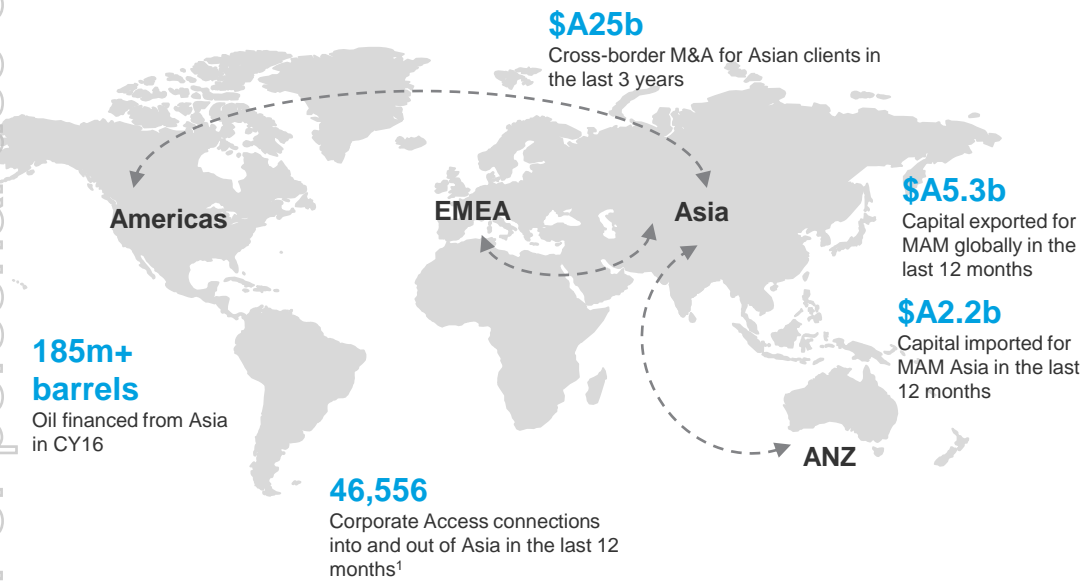 $A25b
Cross-border M&A for Asian clients in
the last 3 years
Americas
EMEA
Asia
$A5.3b
Capital exported for
MAM globally in the
last 12 months
$A2.2b
Capital imported for
MAM Asia in the last
12 months
185m+
barrels
Oil financed from Asia
in CY16
ANZ
46,556
Corporate Access connections
into and out of Asia in the last 12
months¹